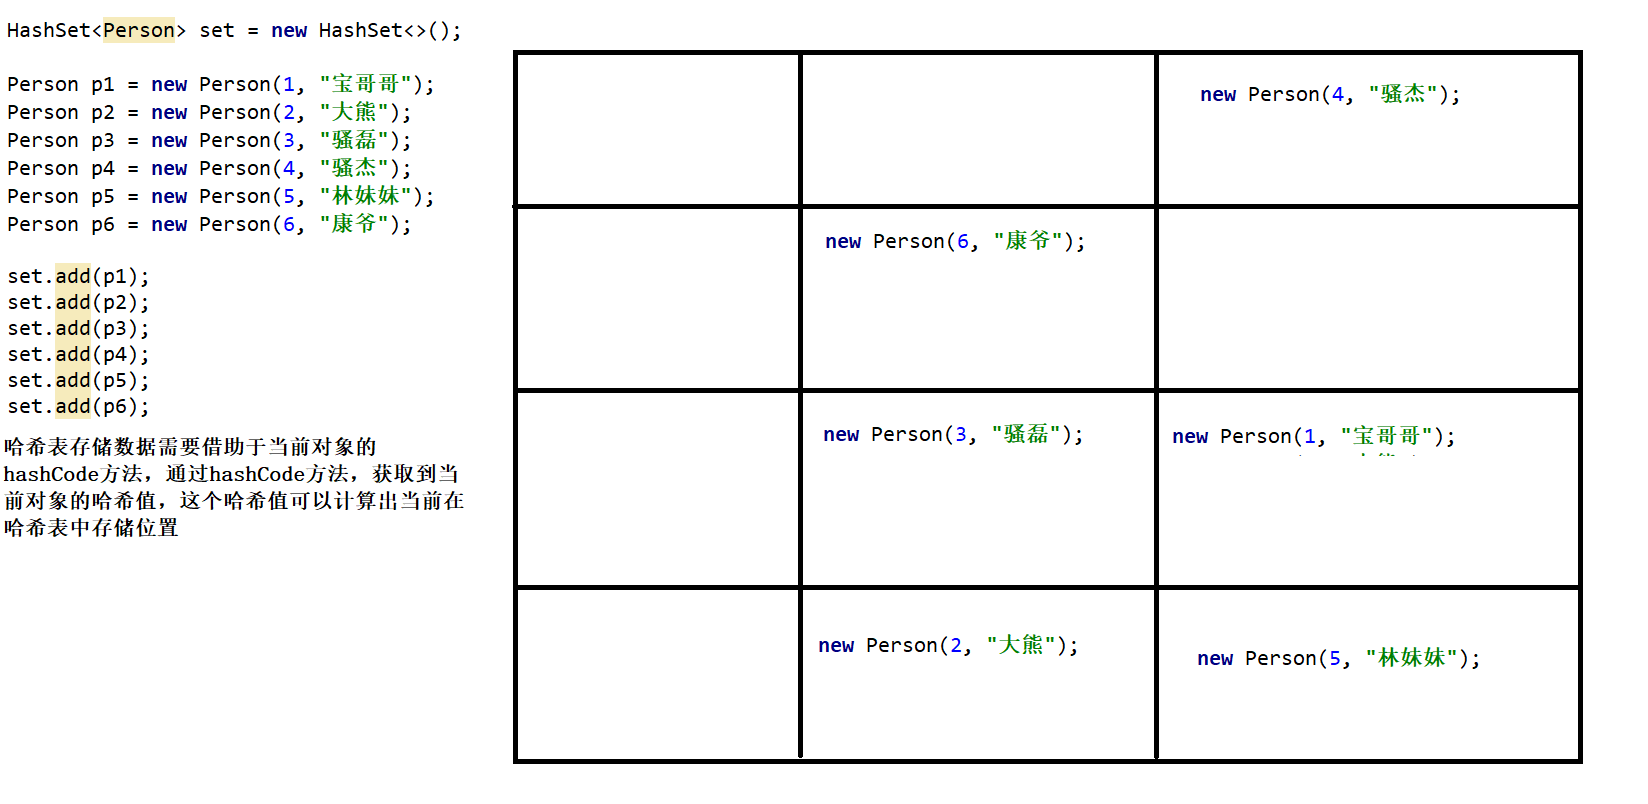 HashSet<Person> set = new HashSet<>();
Person p1 = new Person(1, "宝哥哥");
Person p2 = new Person(2, "大熊");
Person p3 = new Person(3, "骚磊");
Person p4 = new Person(4, "骚杰");
Person p5 = new Person(5, "林妹妹");
Person p6 = new Person(6, "康爷");
set.add(p1);
set.add(p2);
set.add(p3);
set.add(p4);
set.add(p5);
set.add(p6);
哈希表存储数据需要借助于当前对象的
hashCode方法，通过hashCode方法，获取到当
前对象的哈希值，这个哈希值可以计算出当前在
哈希表中存储位置
new Person(4, "骚杰");
new Person(6, "康爷");
new Person(3, "骚磊");
new Person(1, "宝哥哥");
new Person(2, "大熊");
new Person(5, "林妹妹");